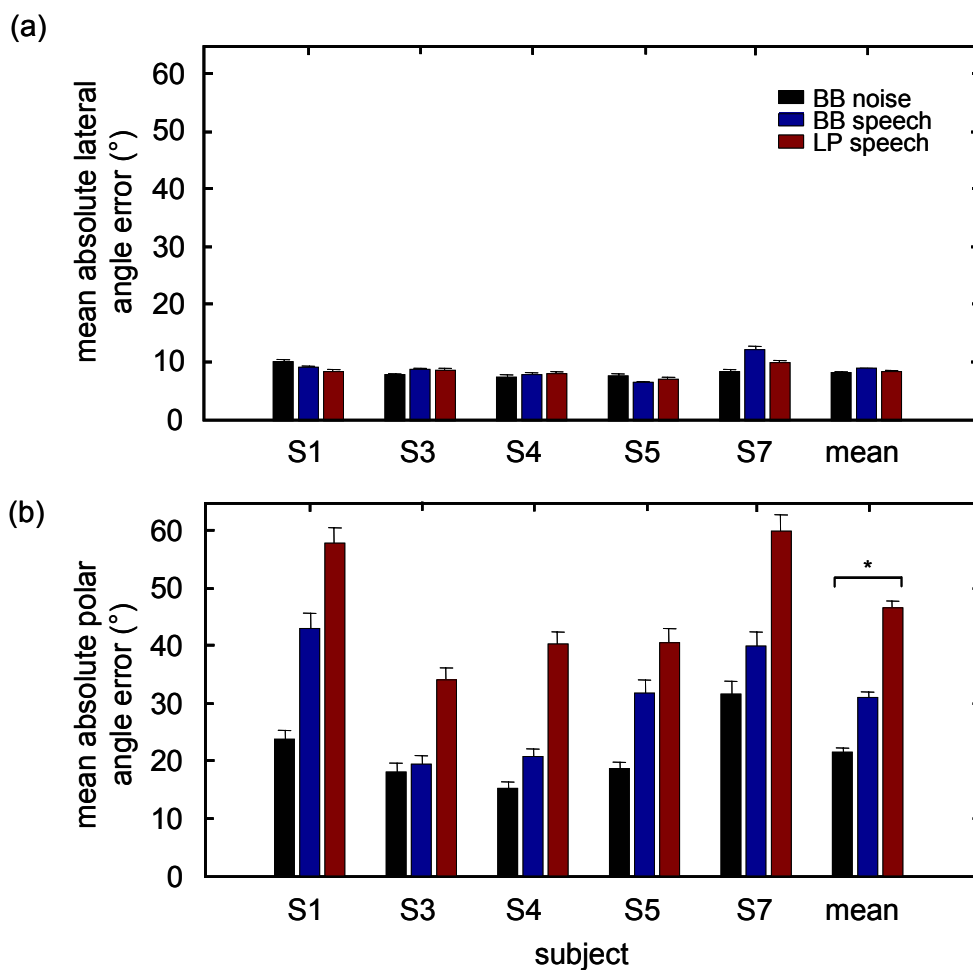 (a)
mean absolute lateral
angle error (°)
60
50
40
30
20
10
0
BB noise
BB speech
LP speech
S1 S3 S4 S5 S7 mean
(b)
mean absolute polar
angle error (°)
60
50
40
30
20
10
0
*
S1 S3 S4 S5 S7 mean
subject